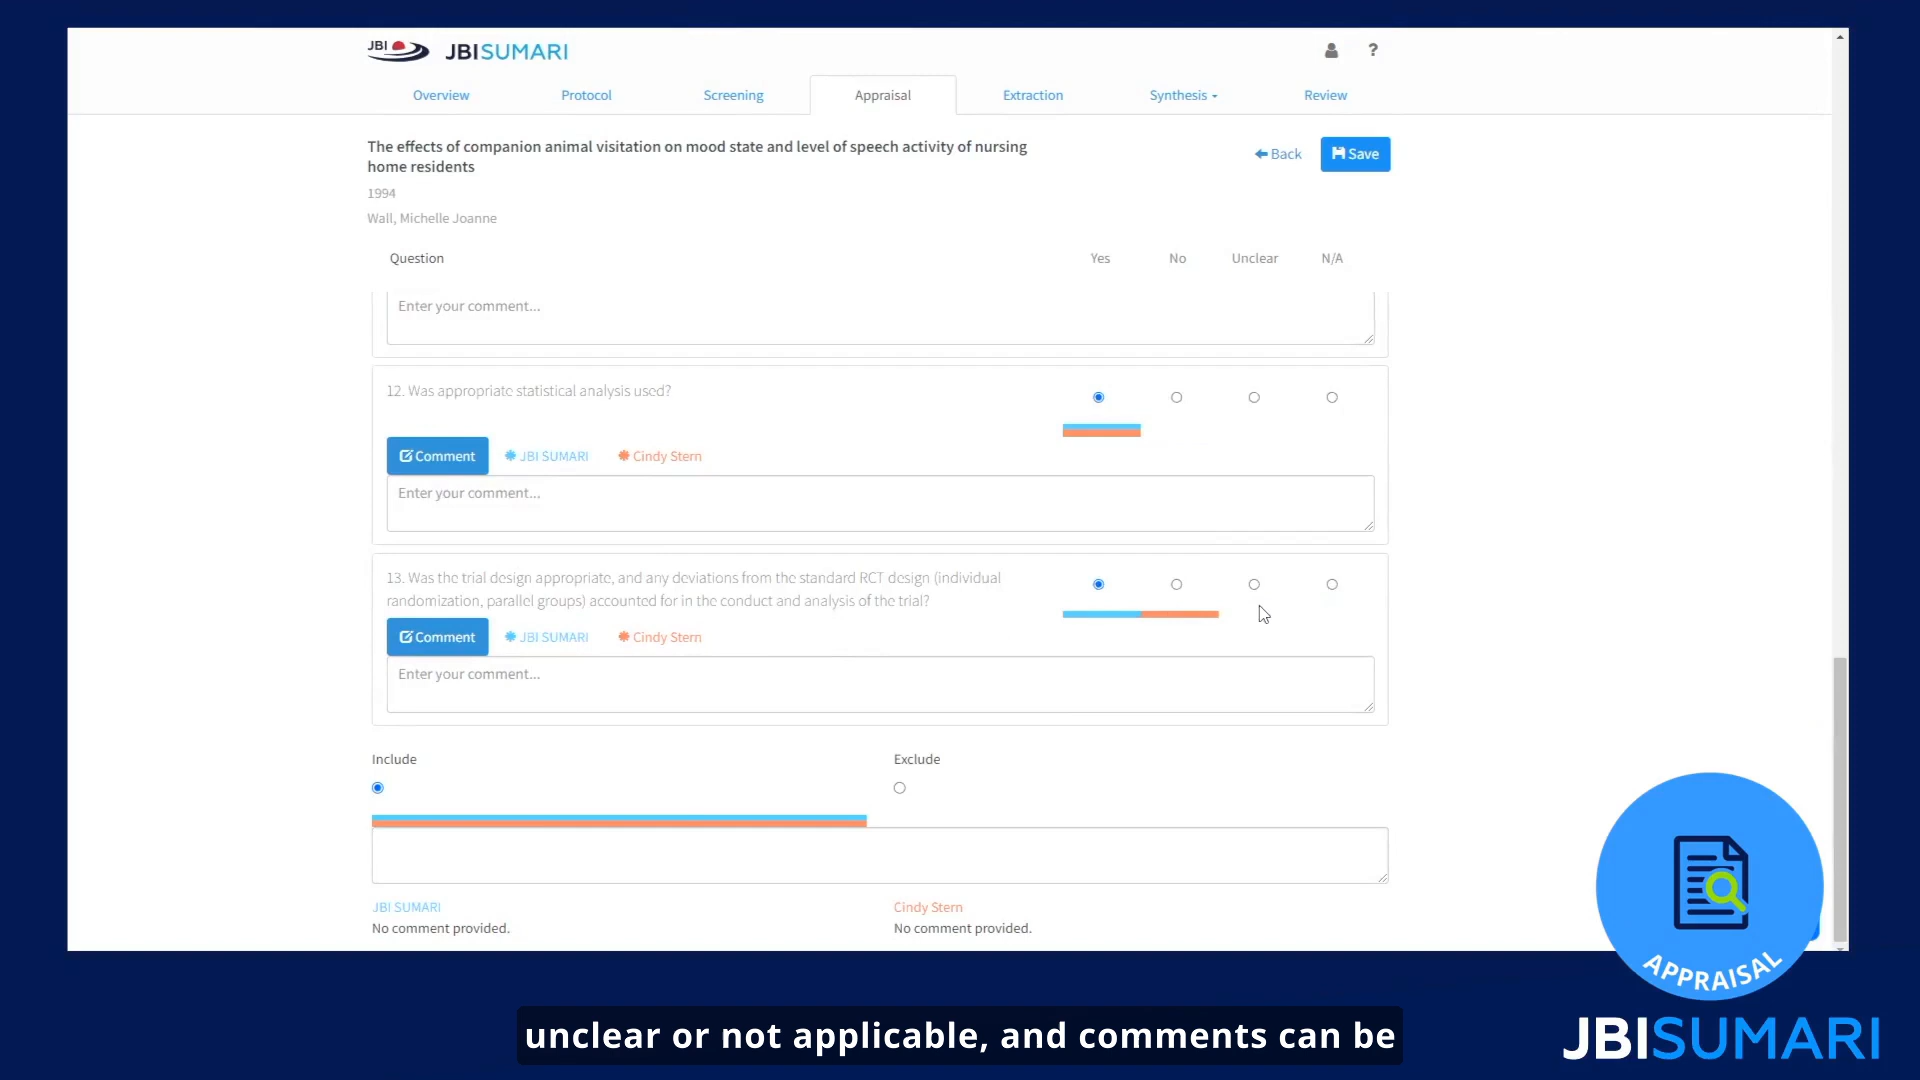 JBI JBISUMARI ?
Overview Protocol Screening Appraisal Extraction Synthesis Review
The effects of companion animal visitation on mood state and level of speech activity of nursing
home residents
Back Save
1994
Wall, Michelle Joanne
Question Yes No Unclear N/A
Enter your comment...
12. Was appropriate statistical analysis used?
Comment JBI SUMARI Cindy Stern
Enter your comment...
13. Was the trial design appropriate, and any deviations from the standard RCT design (individual
randomization, parallel groups) accounted for in the conduct and analysis of the trial?
Comment JBI SUMARI Cindy Stern
Enter your comment...
Include Exclude
JBI SUMARI Cindy Stern
No comment provided. No comment provided.
APPRAISAL
unclear or not applicable, and comments can be
JBISUMARI